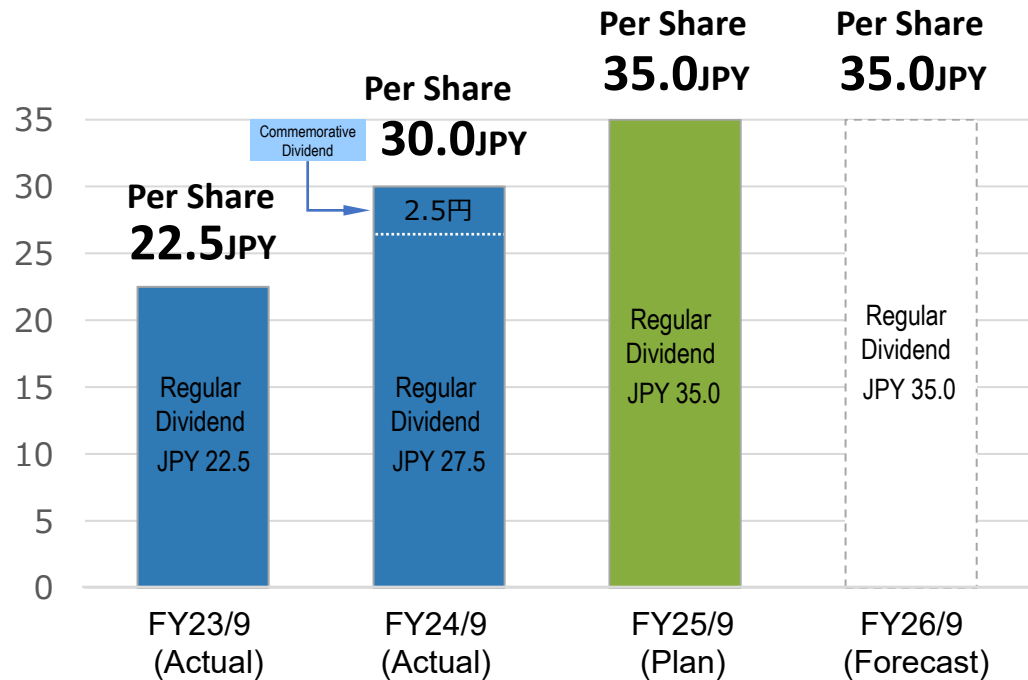 Per Share
35.0JPY
Per Share
35.0JPY
Per Share
30.0JPY
Commemorative
Dividend
Per Share
22.5JPY
35
30
25
20
15
10
5
0
Regular
Dividend
JPY 22.5
2.5円
Regular
Dividend
JPY 27.5
Regular
Dividend
JPY 35.0
Regular
Dividend
JPY 35.0
FY23/9
(Actual)
FY24/9
(Actual)
FY25/9
(Plan)
FY26/9
(Forecast)